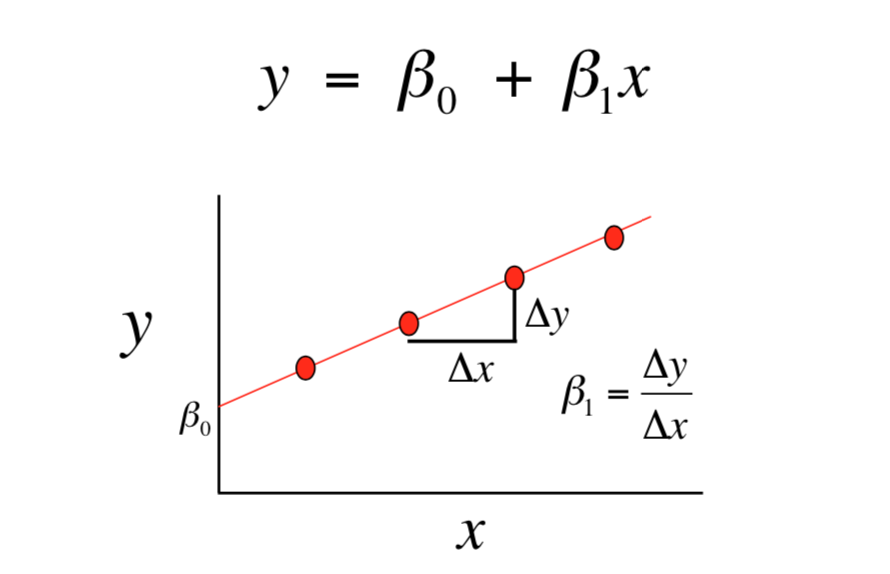 y = β₀ + β₁x
y
Δy
Δx
β₁ = Δy/Δx
β₀
x